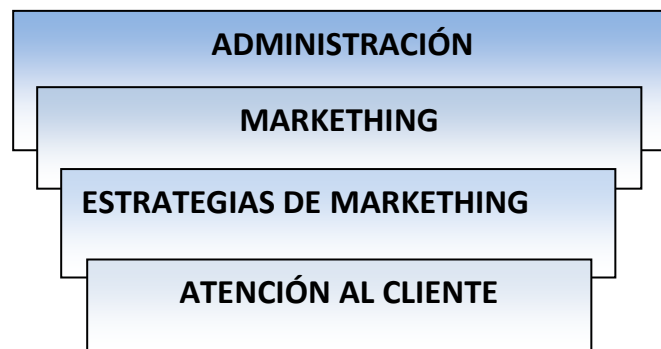 ADMINISTRACIÓN
MARKETHING
ESTRATEGIAS DE MARKETHING
ATENCIÓN AL CLIENTE